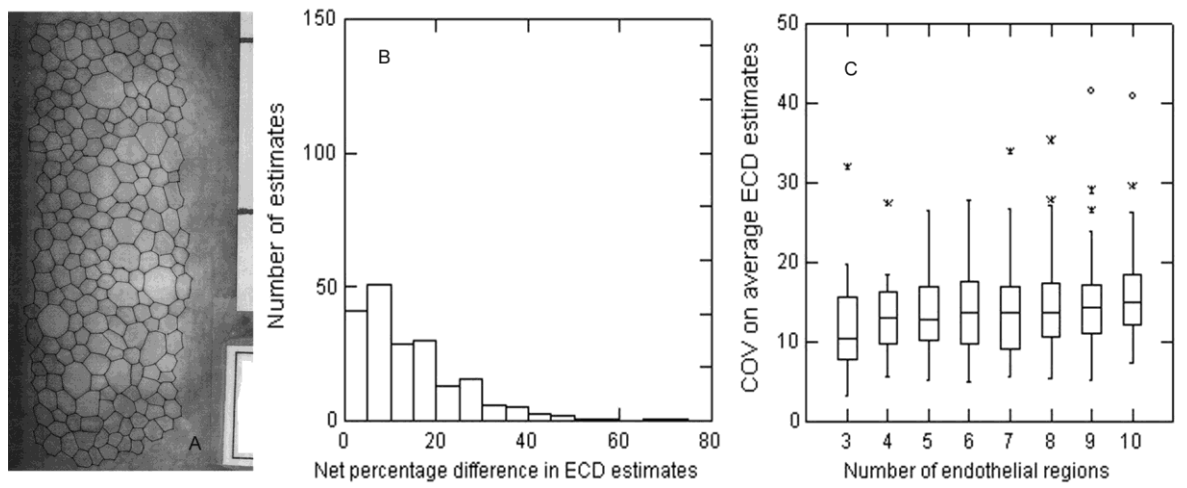 A
B
Number of estimates
150
100
50
0
0 20 40 60 80
Net percentage difference in ECD estimates
C
COV on average ECD estimates
50
40
30
20
10
0
3 4 5 6 7 8 9 10
Number of endothelial regions